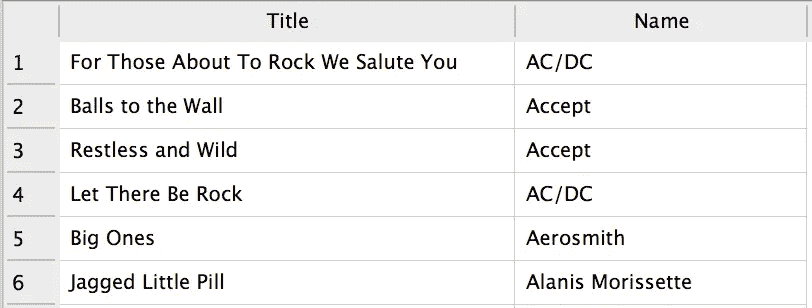 Title Name
1 For Those About To Rock We Salute You AC/DC
2 Balls to the Wall Accept
3 Restless and Wild Accept
4 Let There Be Rock AC/DC
5 Big Ones Aerosmith
6 Jagged Little Pill Alanis Morissette